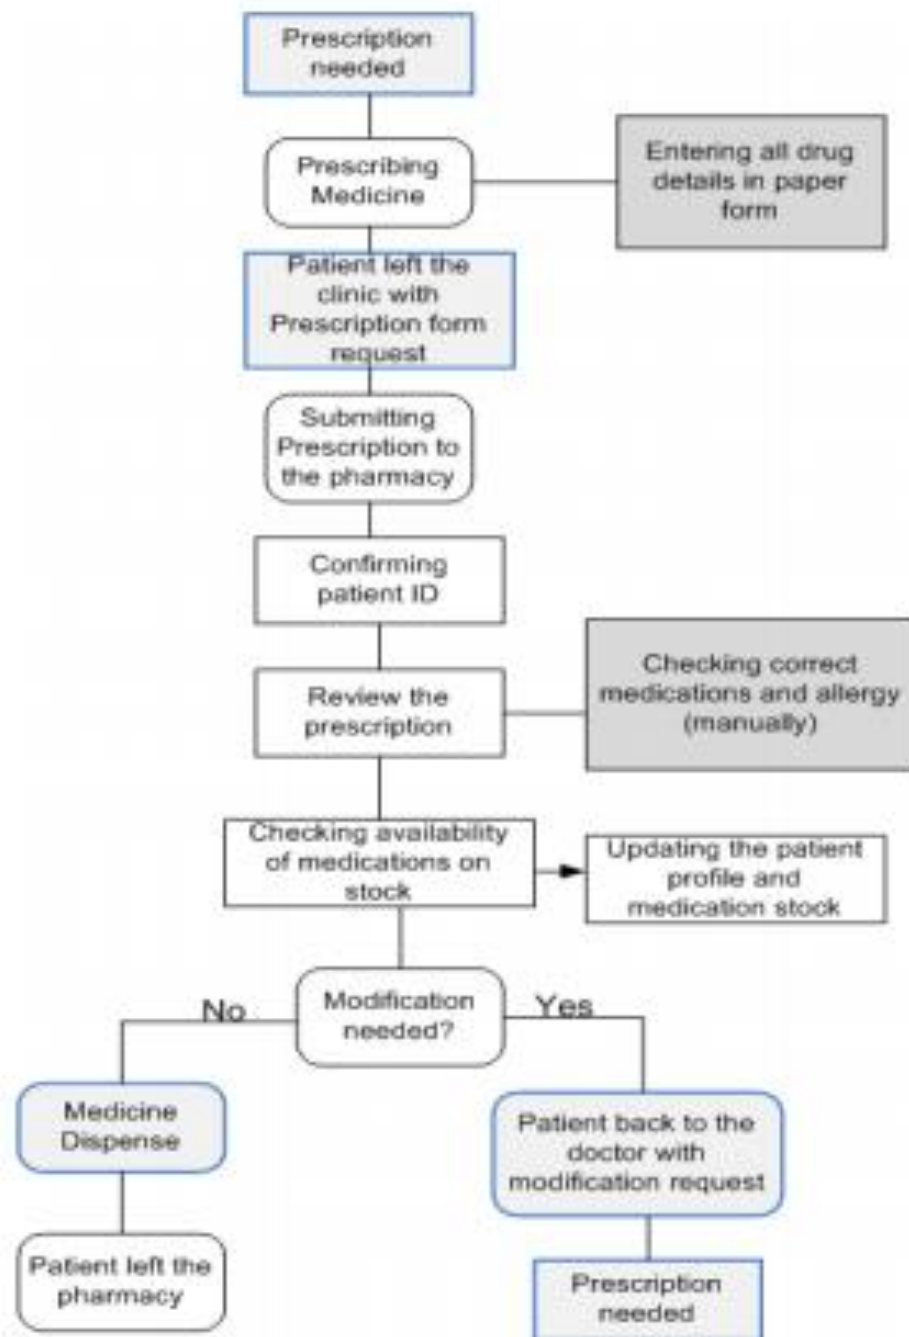 Prescription
needed
Prescribing
Medicine
Entering all drug
details in paper
form
Patient left the
clinic with
Prescription form
request
Submitting
Prescription to
the pharmacy
Confirming
patient ID
Review the
prescription
Checking correct
medications and allergy
(manually)
Checking availability
of medications on
stock
Updating the patient
profile and
medication stock
Modification
needed?
No
Yes
Medicine
Dispense
Patient back to the
doctor with
modification request
Patient left the
pharmacy
Prescription
needed